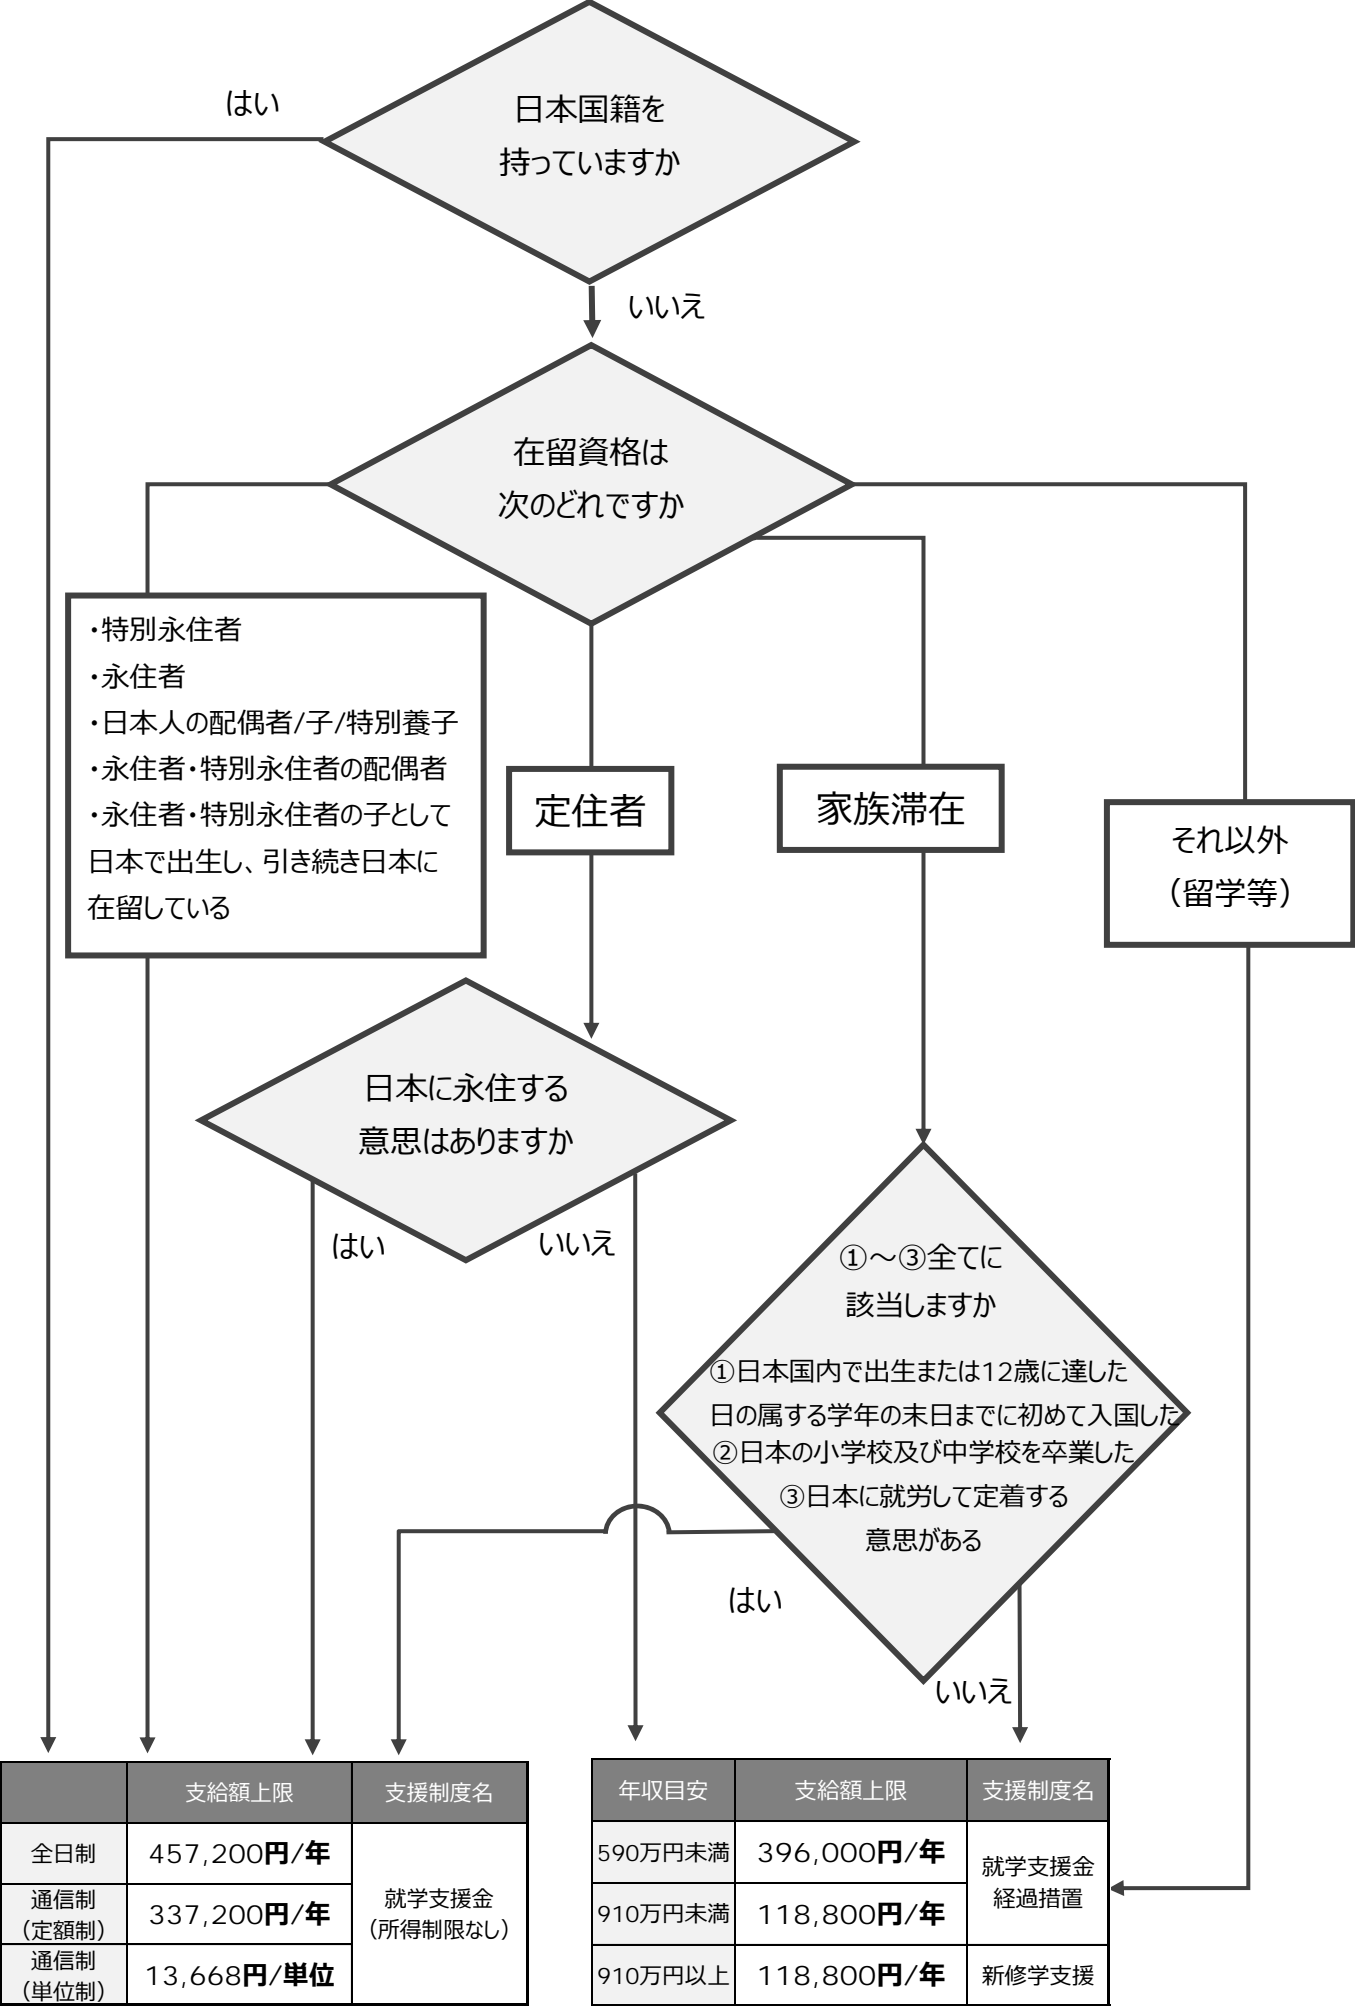 はい
日本国籍を
持っていますか
いいえ
在留資格は
次のどれですか
・特別永住者
・永住者
・日本人の配偶者/子/特別養子
・永住者・特別永住者の配偶者
・永住者・特別永住者の子として
日本で出生し、引き続き日本に
在留している
定住者
家族滞在
それ以外
（留学等）
日本に永住する
意思はありますか
はい
いいえ
①～③全てに
該当しますか
①日本国内で出生または12歳に達した
日の属する学年の末日までに初めて入国した
②日本の小学校及び中学校を卒業した
③日本に就労して定着する
意思がある
はい
いいえ
支給額上限
支援制度名
全日制
457,200円/年
通信制
（定額制）
337,200円/年
通信制
（単位制）
13,668円/単位
就学支援金
（所得制限なし）
年収目安
支給額上限
支援制度名
590万円未満
396,000円/年
910万円未満
118,800円/年
就学支援金
経過措置
910万円以上
118,800円/年
新修学支援